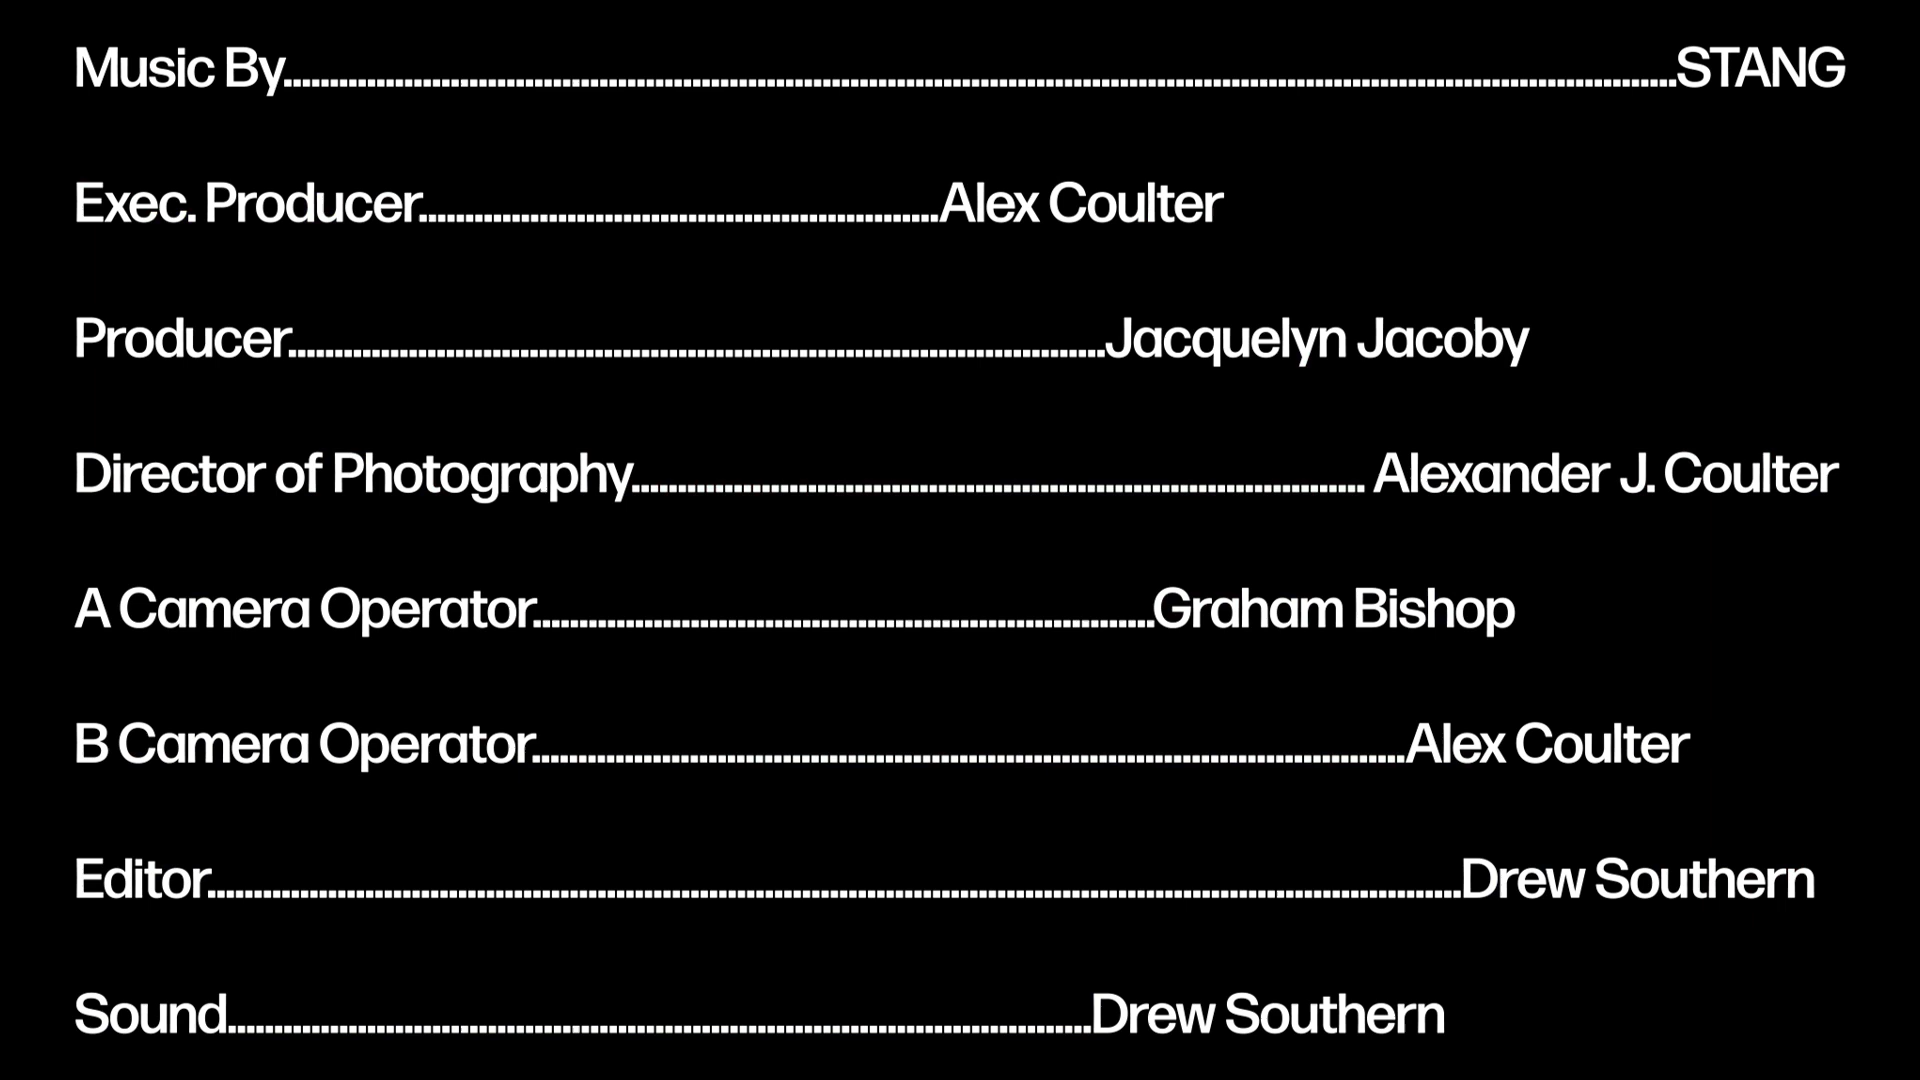 Music By......................................................................................................................................................STANG
Exec. Producer........................................................Alex Coulter
Producer........................................................................................Jacquelyn Jacoby
Director of Photography............................................................................... Alexander J. Coulter
A Camera Operator...................................................................Graham Bishop
B Camera Operator..............................................................................................Alex Coulter
Editor.......................................................................................................................................Drew Southern
Sound.............................................................................................Drew Southern